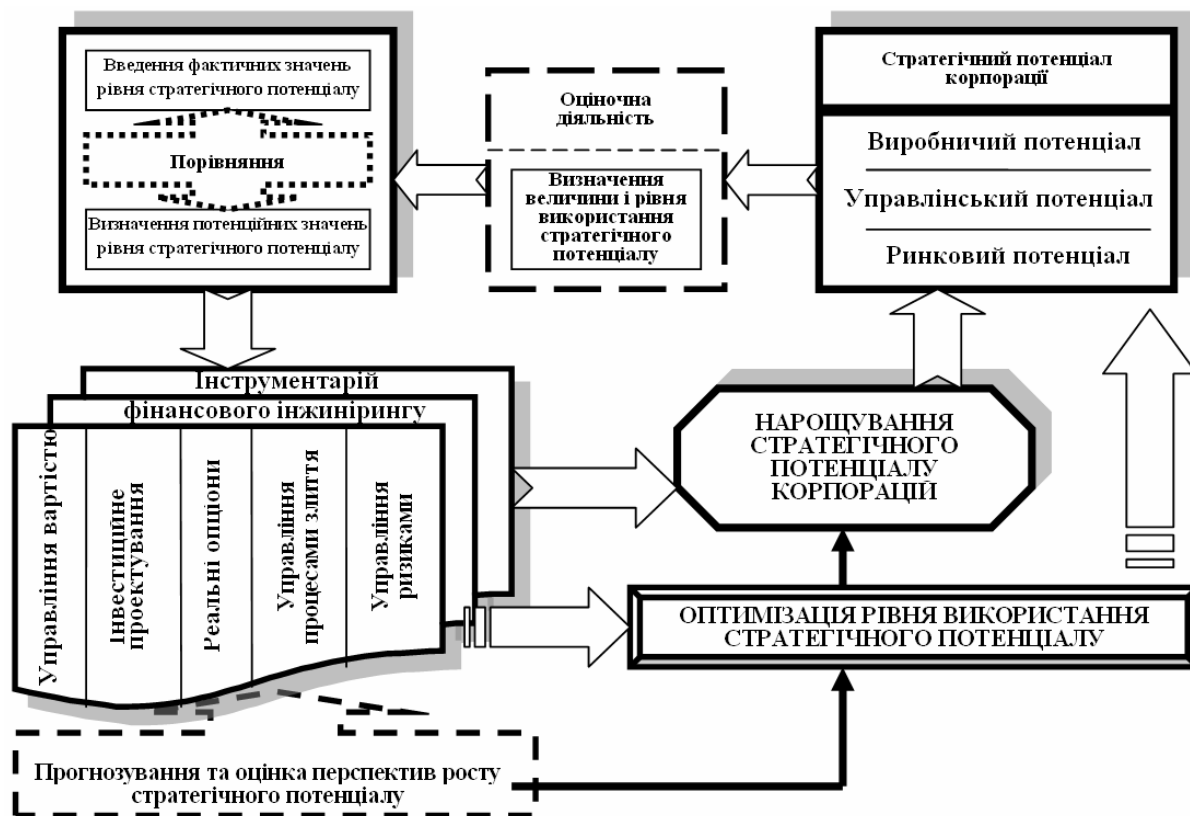 Введення фактичних значень
рівня стратегічного потенціалу
Порівняння
Визначення потенційних значень
рівня стратегічного потенціалу
Оціночна
діяльність
Визначення
величини і рівня
використання
стратегічного
потенціалу
Стратегічний потенціал
корпорації
Виробничий потенціал
Управлінський потенціал
Ринковий потенціал
Інструментарій
фінансового інжинірингу
Управління вартістю
Інвестиційне
проектування
Реальні опціони
Управління
процесами злиття
Управління
ризиками
НАРОЩУВАННЯ
СТРАТЕГІЧНОГО
ПОТЕНЦІАЛУ
КОРПОРАЦІЙ
ОПТИМІЗАЦІЯ РІВНЯ ВИКОРИСТАННЯ
СТРАТЕГІЧНОГО ПОТЕНЦІАЛУ
Прогнозування та оцінка перспектив росту
стратегічного потенціалу